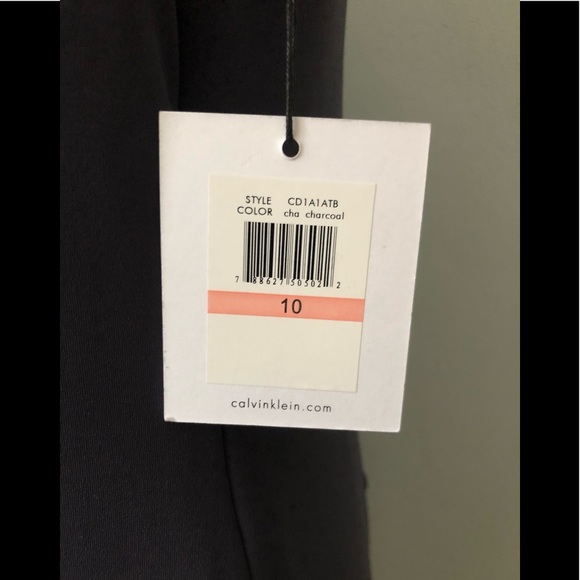 STYLE CD1A1ATB
COLOR cha charcoal
7 88627 50502 2
10
calvinklein.com